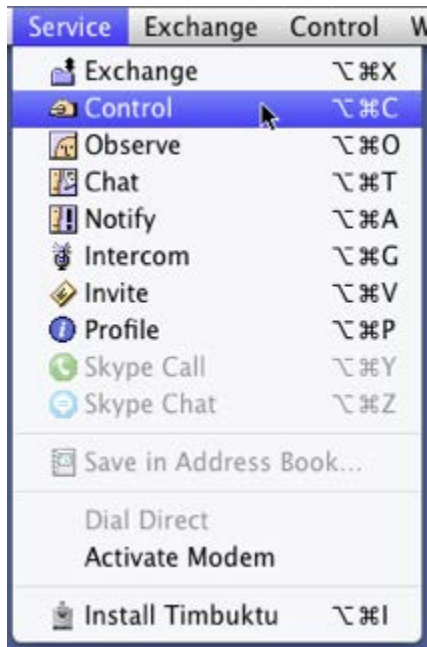 Service Exchange Control W
Exchange ⌥⌘X
Control ⌥⌘C
Observe ⌥⌘O
Chat ⌥⌘T
Notify ⌥⌘A
Intercom ⌥⌘G
Invite ⌥⌘V
Profile ⌥⌘P
Skype Call ⌥⌘Y
Skype Chat ⌥⌘Z
Save in Address Book...
Dial Direct
Activate Modem
Install Timbuktu ⌥⌘I